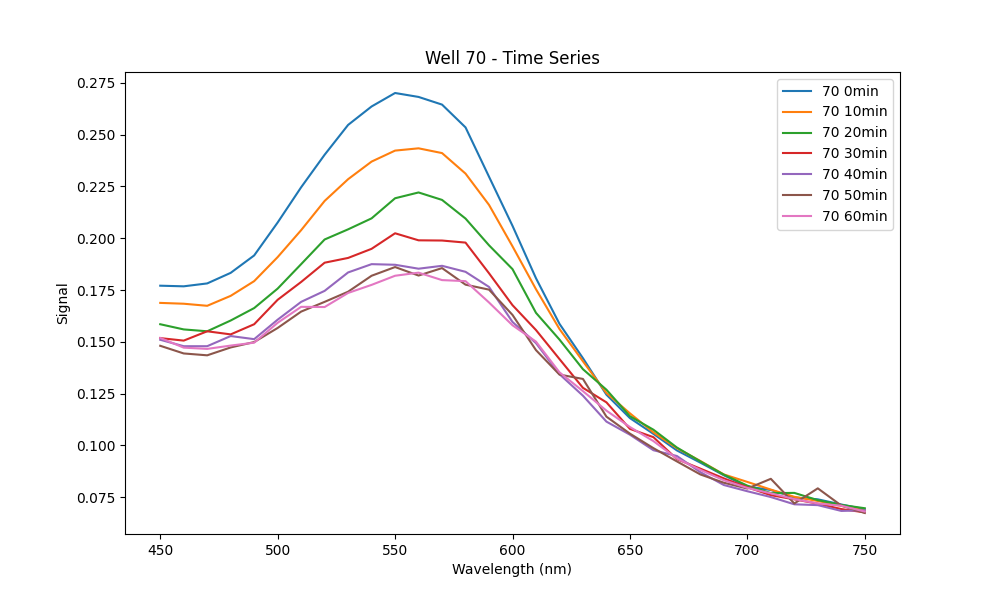 Well 70 - Time Series
Signal
0.275
0.250
0.225
0.200
0.175
0.150
0.125
0.100
0.075
70 0min
70 10min
70 20min
70 30min
70 40min
70 50min
70 60min
450 500 550 600 650 700 750
Wavelength (nm)